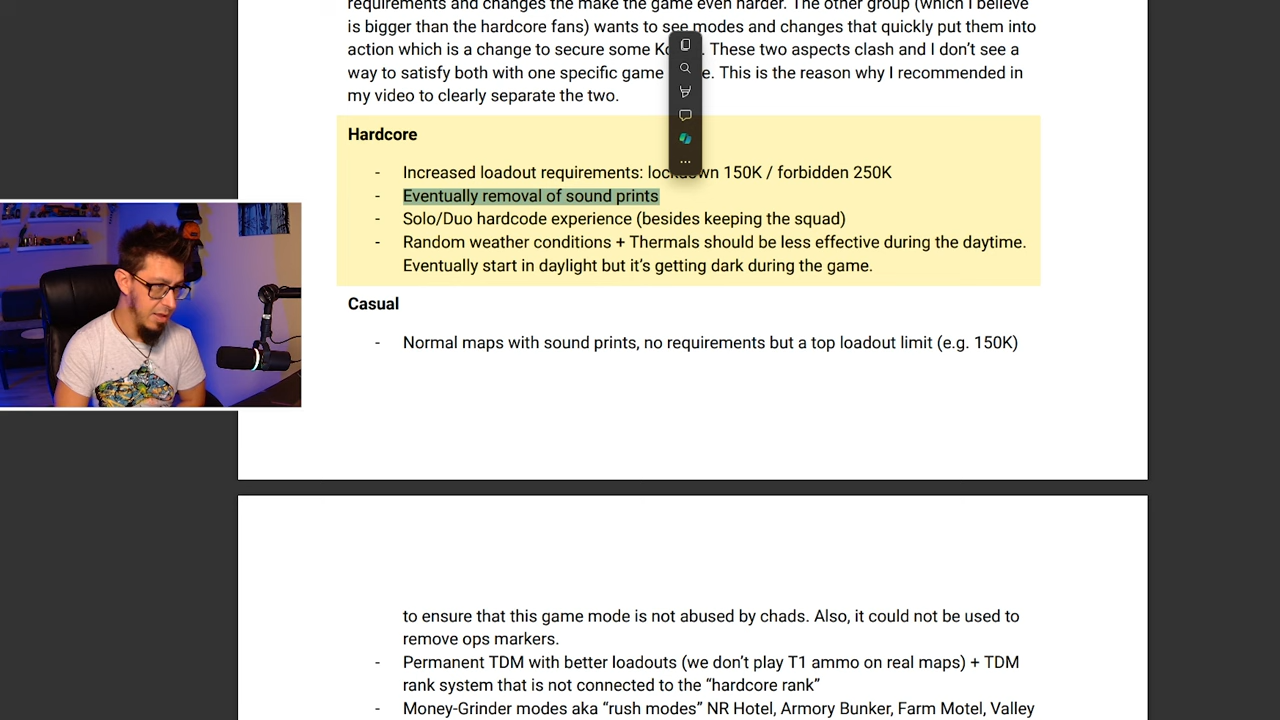 requirements and changes the make the game even harder. The other group (which I believe
is bigger than the hardcore fans) wants to see modes and changes that quickly put them into
action which is a change to secure some Ko . These two aspects clash and I don't see a
way to satisfy both with one specific game e. This is the reason why I recommended in
my video to clearly separate the two.
Hardcore
- Increased loadout requirements: lockdown 150K / forbidden 250K
- Eventually removal of sound prints
- Solo/Duo hardcode experience (besides keeping the squad)
- Random weather conditions + Thermals should be less effective during the daytime.
Eventually start in daylight but it's getting dark during the game.
Casual
- Normal maps with sound prints, no requirements but a top loadout limit (e.g. 150K)
to ensure that this game mode is not abused by chads. Also, it could not be used to
remove ops markers.
- Permanent TDM with better loadouts (we don't play T1 ammo on real maps) + TDM
rank system that is not connected to the “hardcore rank”
- Money-Grinder modes aka “rush modes” NR Hotel, Armory Bunker, Farm Motel, Valley